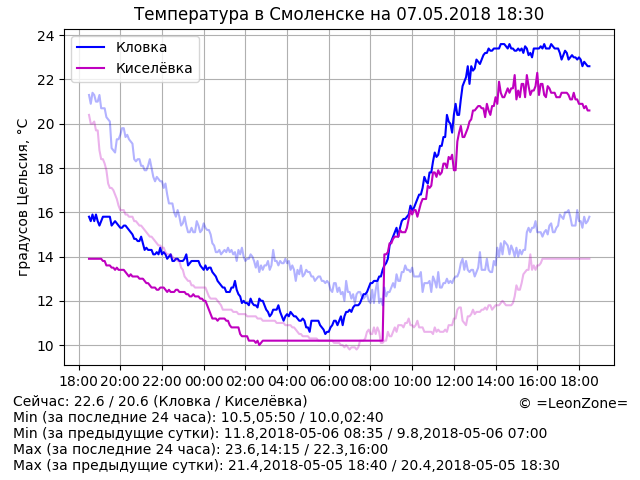 Температура в Смоленске на 07.05.2018 18:30
24
22
20
18
16
14
12
10
градусов Цельсия, °C
Кловка
Киселёвка
18:00 20:00 22:00 00:00 02:00 04:00 06:00 08:00 10:00 12:00 14:00 16:00 18:00
Сейчас: 22.6 / 20.6 (Кловка / Киселёвка)
© =LeonZone=
Min (за последние 24 часа): 10.5,05:50 / 10.0,02:40
Min (за предыдущие сутки): 11.8,2018-05-06 08:35 / 9.8,2018-05-06 07:00
Max (за последние 24 часа): 23.6,14:15 / 22.3,16:00
Max (за предыдущие сутки): 21.4,2018-05-05 18:40 / 20.4,2018-05-05 18:30